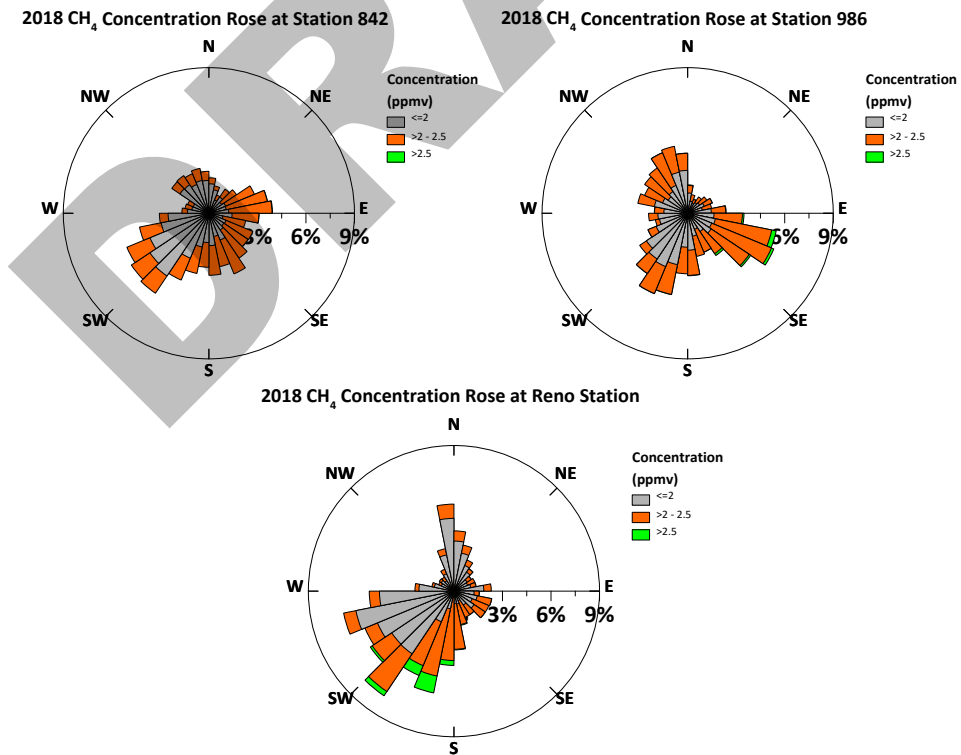 2018 CH4 Concentration Rose at Station 842
N
NW
NE
W
E
3%
6%
9%
SW
SE
S
Concentration
(ppmv)
<=2
>2 - 2.5
>2.5
2018 CH4 Concentration Rose at Station 986
N
NW
NE
W
E
6%
9%
SW
SE
S
Concentration
(ppmv)
<=2
>2 - 2.5
>2.5
2018 CH4 Concentration Rose at Reno Station
N
NW
NE
W
E
3%
6%
9%
SW
SE
S
Concentration
(ppmv)
<=2
>2 - 2.5
>2.5